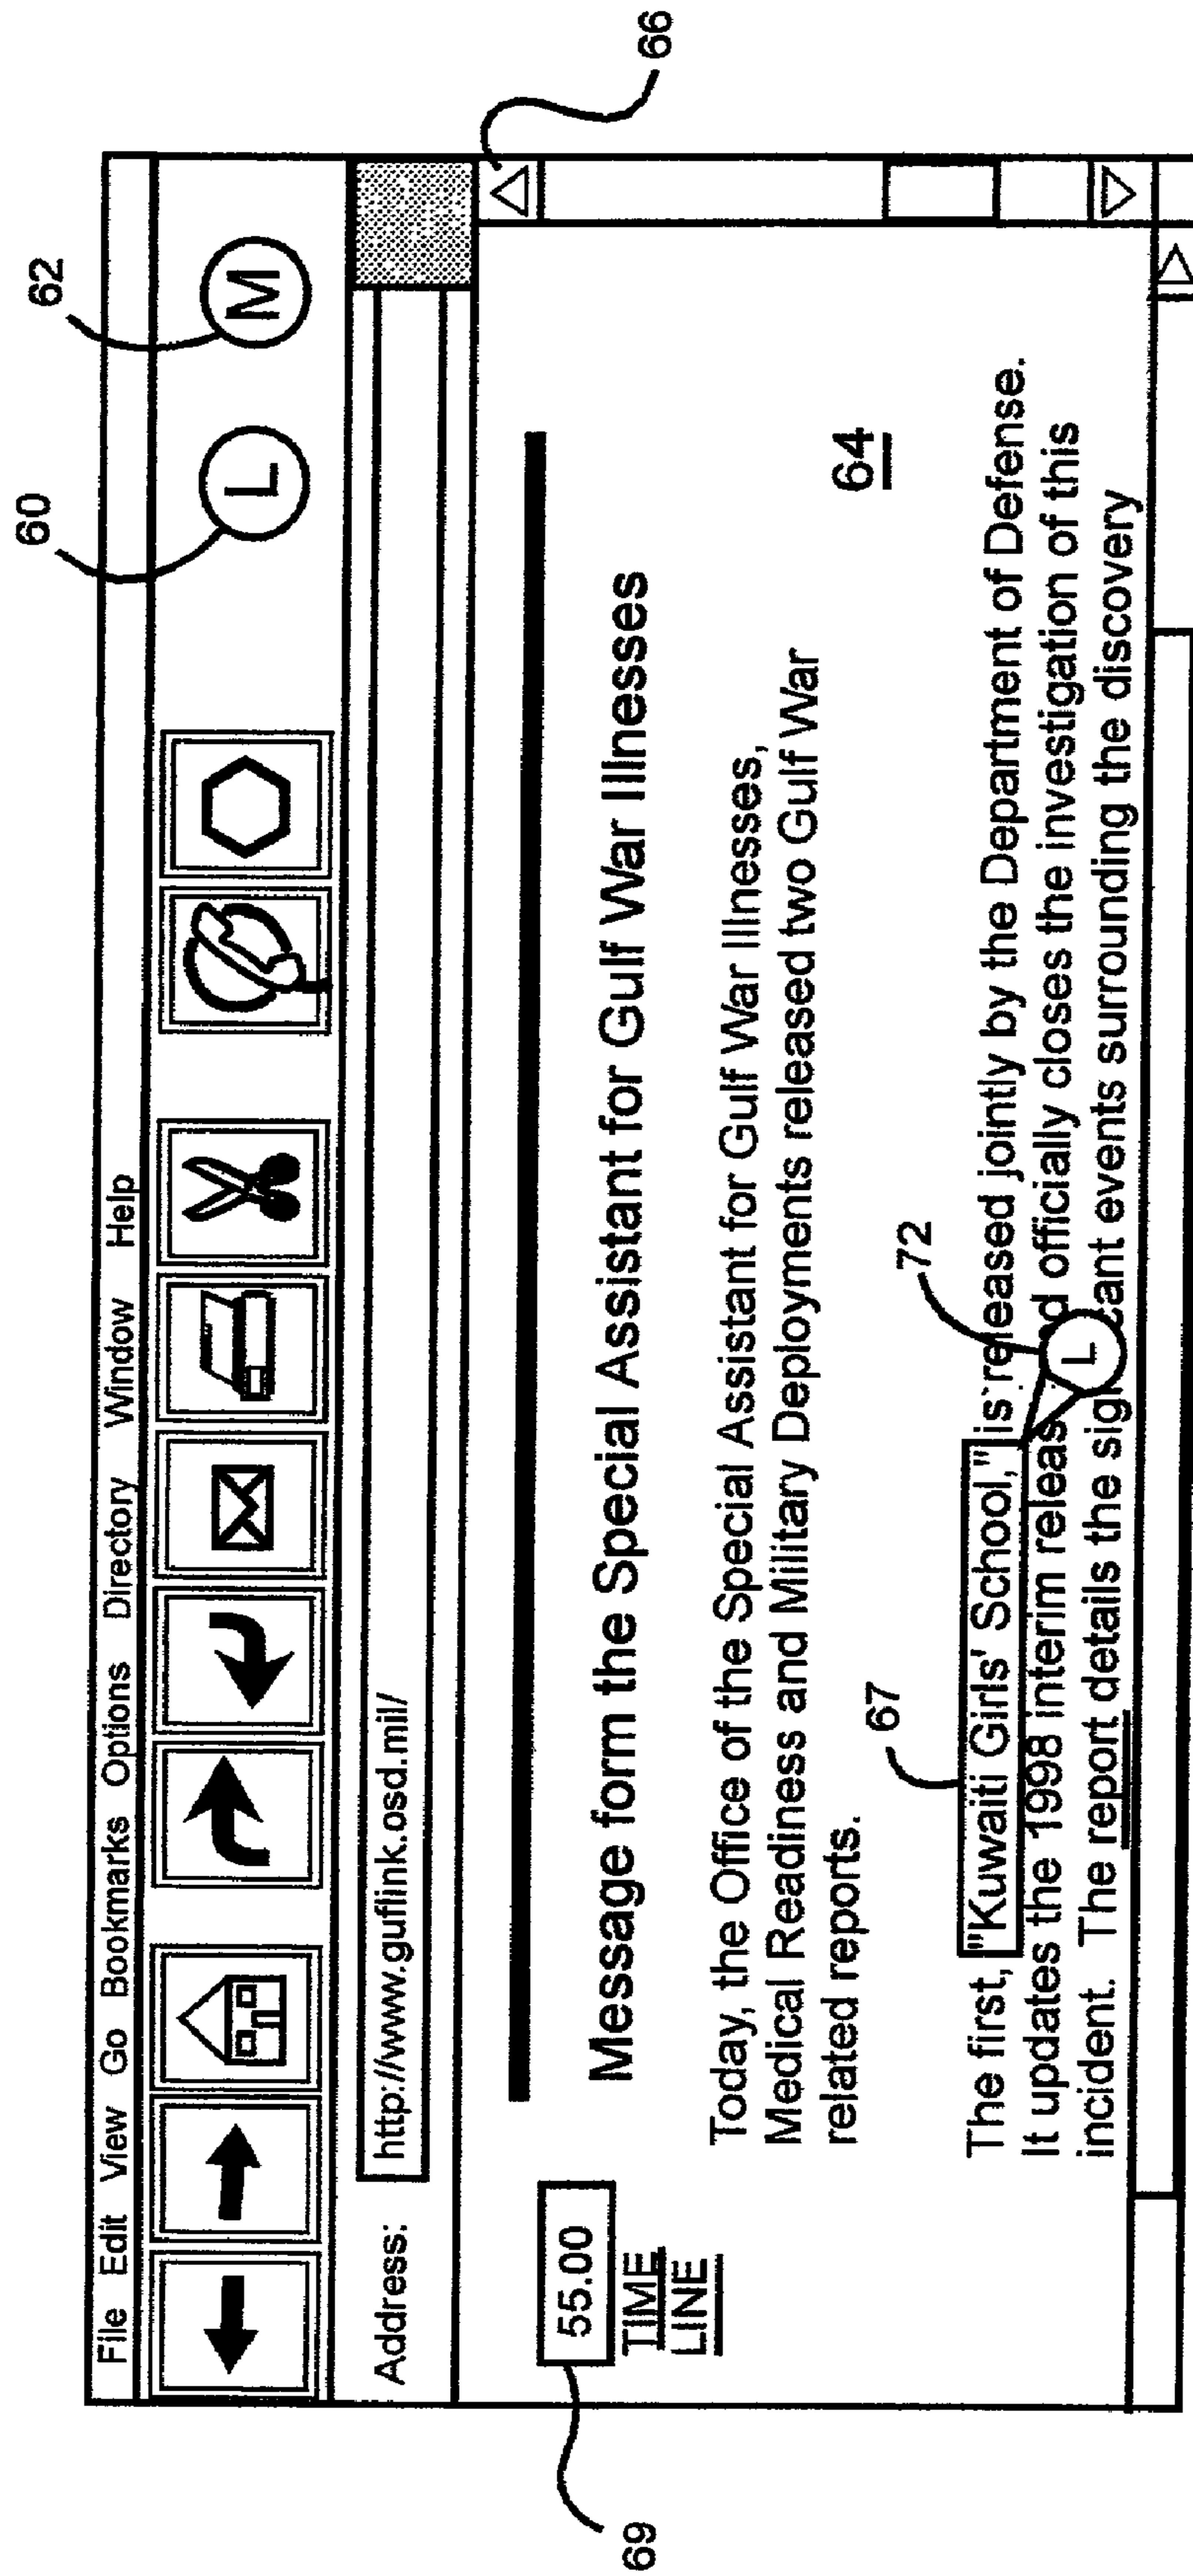 60
62
66
File Edit View Go Bookmarks Options Directory Window Help
L
M
Address:
http://www.guflink.osd.mil/
69
55.00
TIME
LINE
Message form the Special Assistant for Gulf War Illnesses
Today, the Office of the Special Assistant for Gulf War Illnesses,
Medical Readiness and Military Deployments released two Gulf War
related reports.
64
67
72
The first, "Kuwaiti Girls' School," is released jointly by the Department of Defense.
It updates the 1998 interim releas d officially closes the investigation of this
incident. The report details the sig cant events surrounding the discovery
L